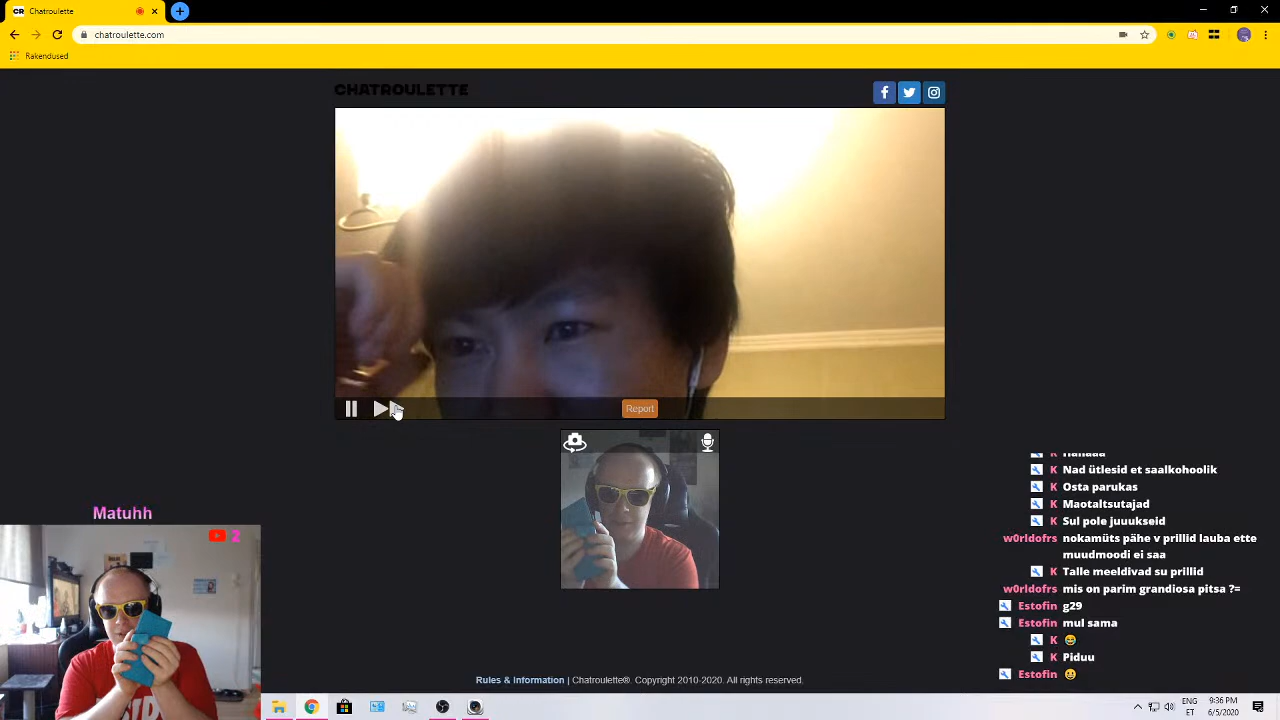 Chatroulette
chatroulette.com
Rakendused
CHATROULETTE
Report
Nad ütlesid et saalkohoolik
K Osta parukas
K Maotaltsutajad
K Sul pole juuukseid
w0rldofrs nokamüts pähe v prillid lauba ette
muudmoodi ei saa
K Talle meeldivad su prillid
w0rldofrs mis on parim grandiosa pitsa ?=
Estofin g29
Estofin mul sama
K 😂
K Piduu
Estofin 😀
Matuhh
2
Rules & Information | Chatroulette®. Copyright 2010-2020. All rights reserved.
ENG 9:36 PM
ET 6/5/2020